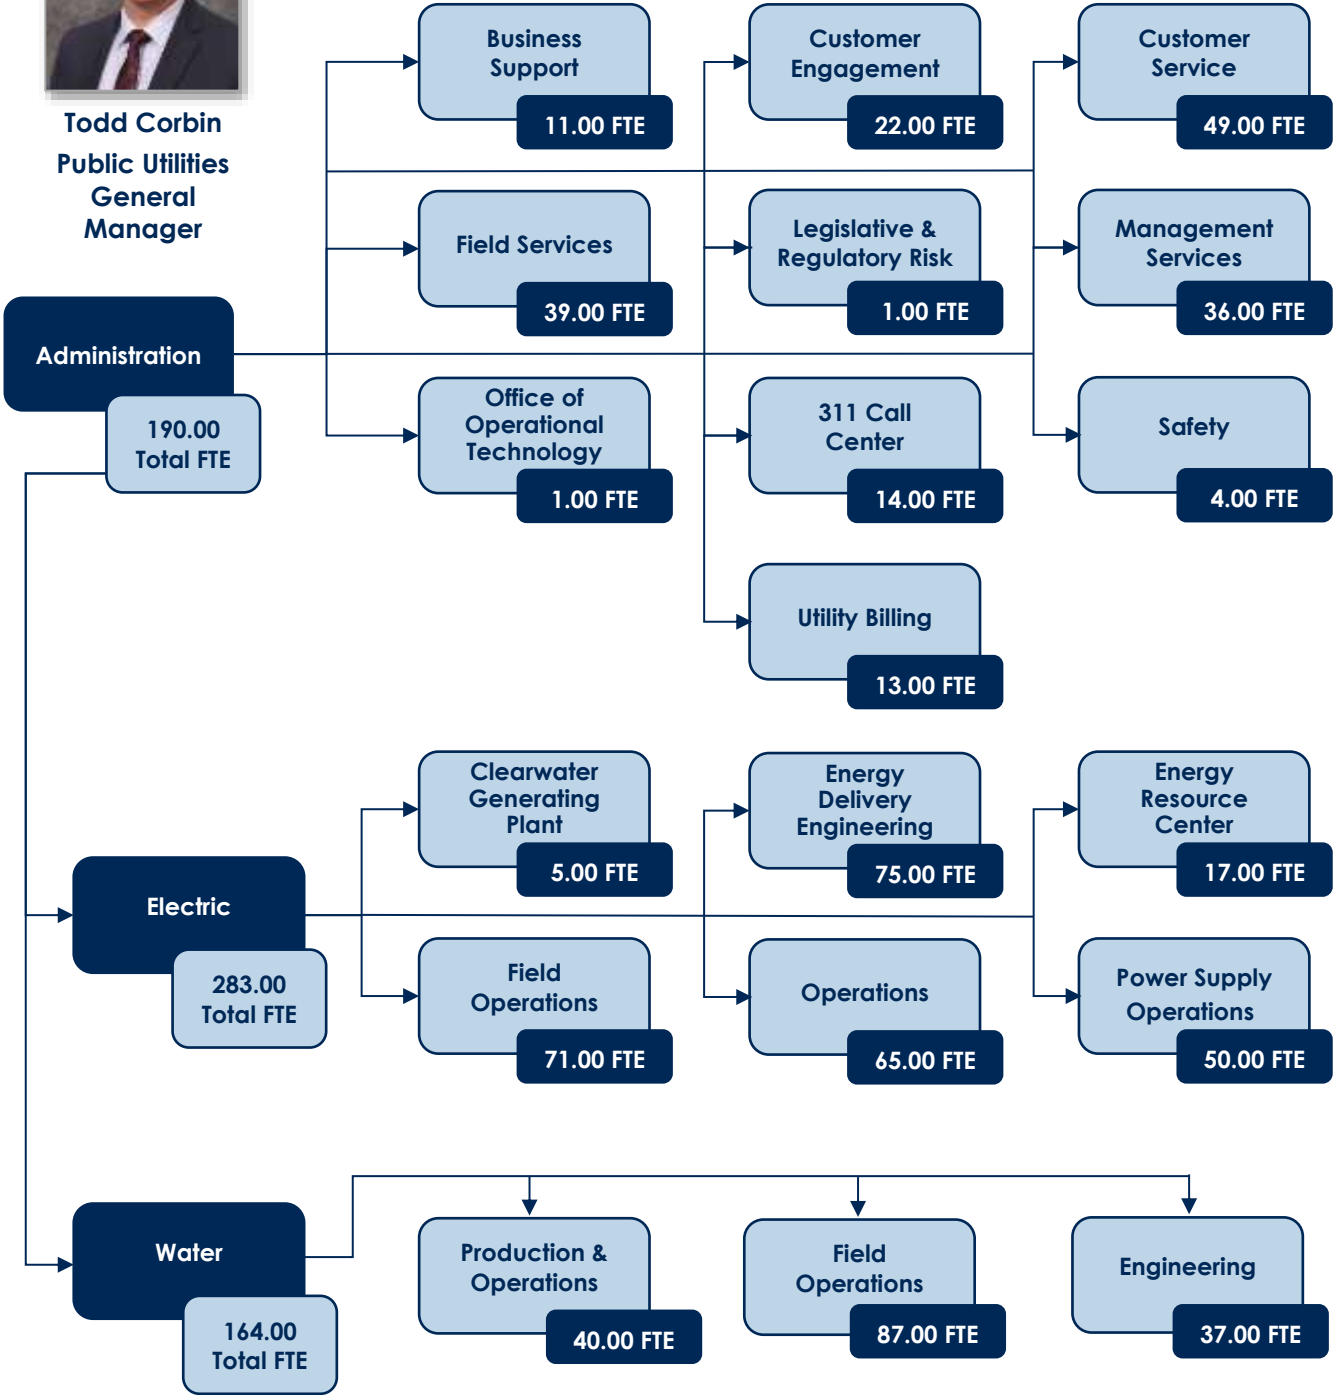 Todd Corbin
Public Utilities
General
Manager
Business
Support
11.00 FTE
Customer
Engagement
22.00 FTE
Customer
Service
49.00 FTE
Field Services
39.00 FTE
Legislative &
Regulatory Risk
1.00 FTE
Management
Services
36.00 FTE
Administration
190.00
Total FTE
Office of
Operational
Technology
1.00 FTE
311 Call
Center
14.00 FTE
Safety
4.00 FTE
Utility Billing
13.00 FTE
Clearwater
Generating
Plant
5.00 FTE
Energy
Delivery
Engineering
75.00 FTE
Energy
Resource
Center
17.00 FTE
Electric
283.00
Total FTE
Field
Operations
71.00 FTE
Operations
65.00 FTE
Power Supply
Operations
50.00 FTE
Water
164.00
Total FTE
Production &
Operations
40.00 FTE
Field
Operations
87.00 FTE
Engineering
37.00 FTE